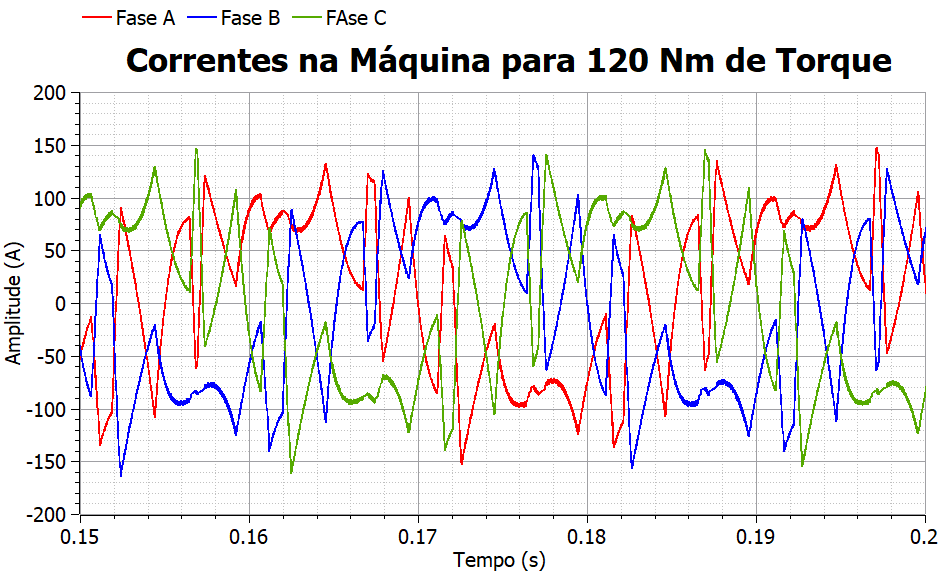 Fase A Fase B FAse C
Correntes na Máquina para 120 Nm de Torque
Amplitude (A)
200
150
100
50
0
-50
-100
-150
-200
0.15 0.16 0.17 0.18 0.19 0.2
Tempo (s)